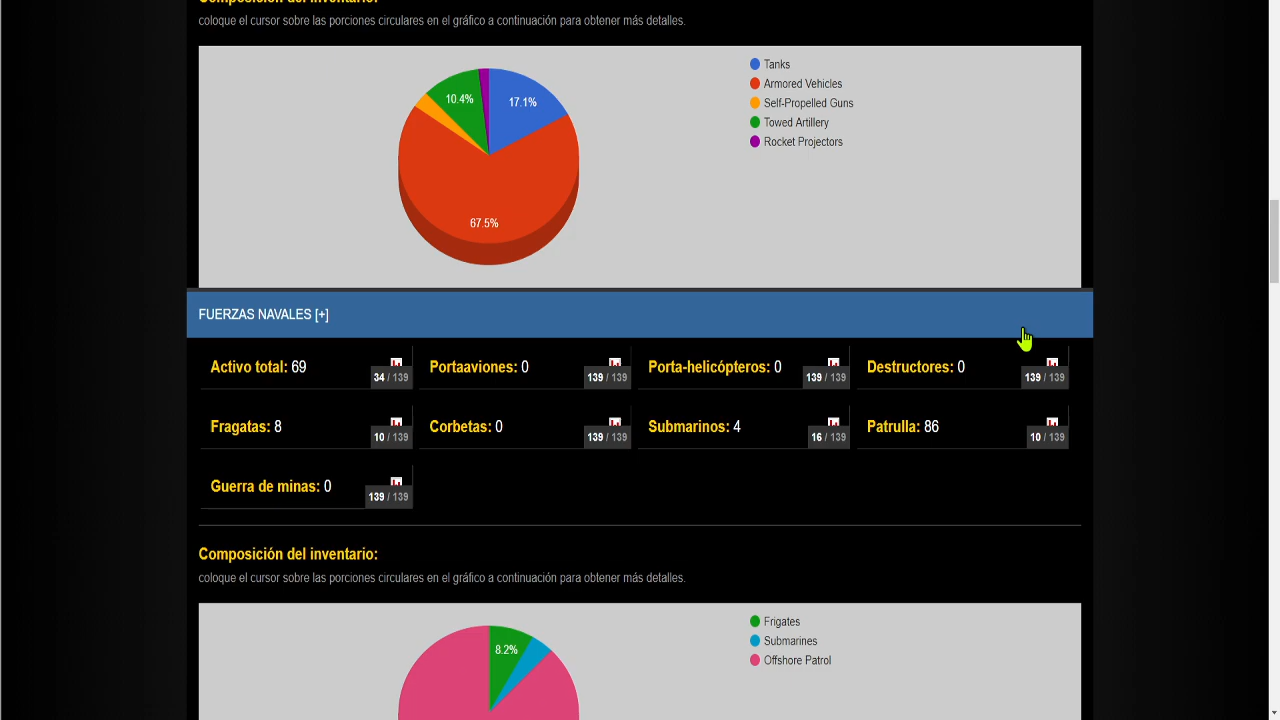 Composición del inventario:
coloque el cursor sobre las porciones circulares en el gráfico a continuación para obtener más detalles.
Tanks
Armored Vehicles
Self-Propelled Guns
Towed Artillery
Rocket Projectors
10.4%
17.1%
67.5%
FUERZAS NAVALES [+]
Activo total: 69
34 / 139
Portaaviones: 0
139 / 139
Porta-helicópteros: 0
139 / 139
Destructores: 0
139 / 139
Fragatas: 8
10 / 139
Corbetas: 0
139 / 139
Submarinos: 4
16 / 139
Patrulla: 86
10 / 139
Guerra de minas: 0
139 / 139
Composición del inventario:
coloque el cursor sobre las porciones circulares en el gráfico a continuación para obtener más detalles.
Frigates
Submarines
Offshore Patrol
8.2%